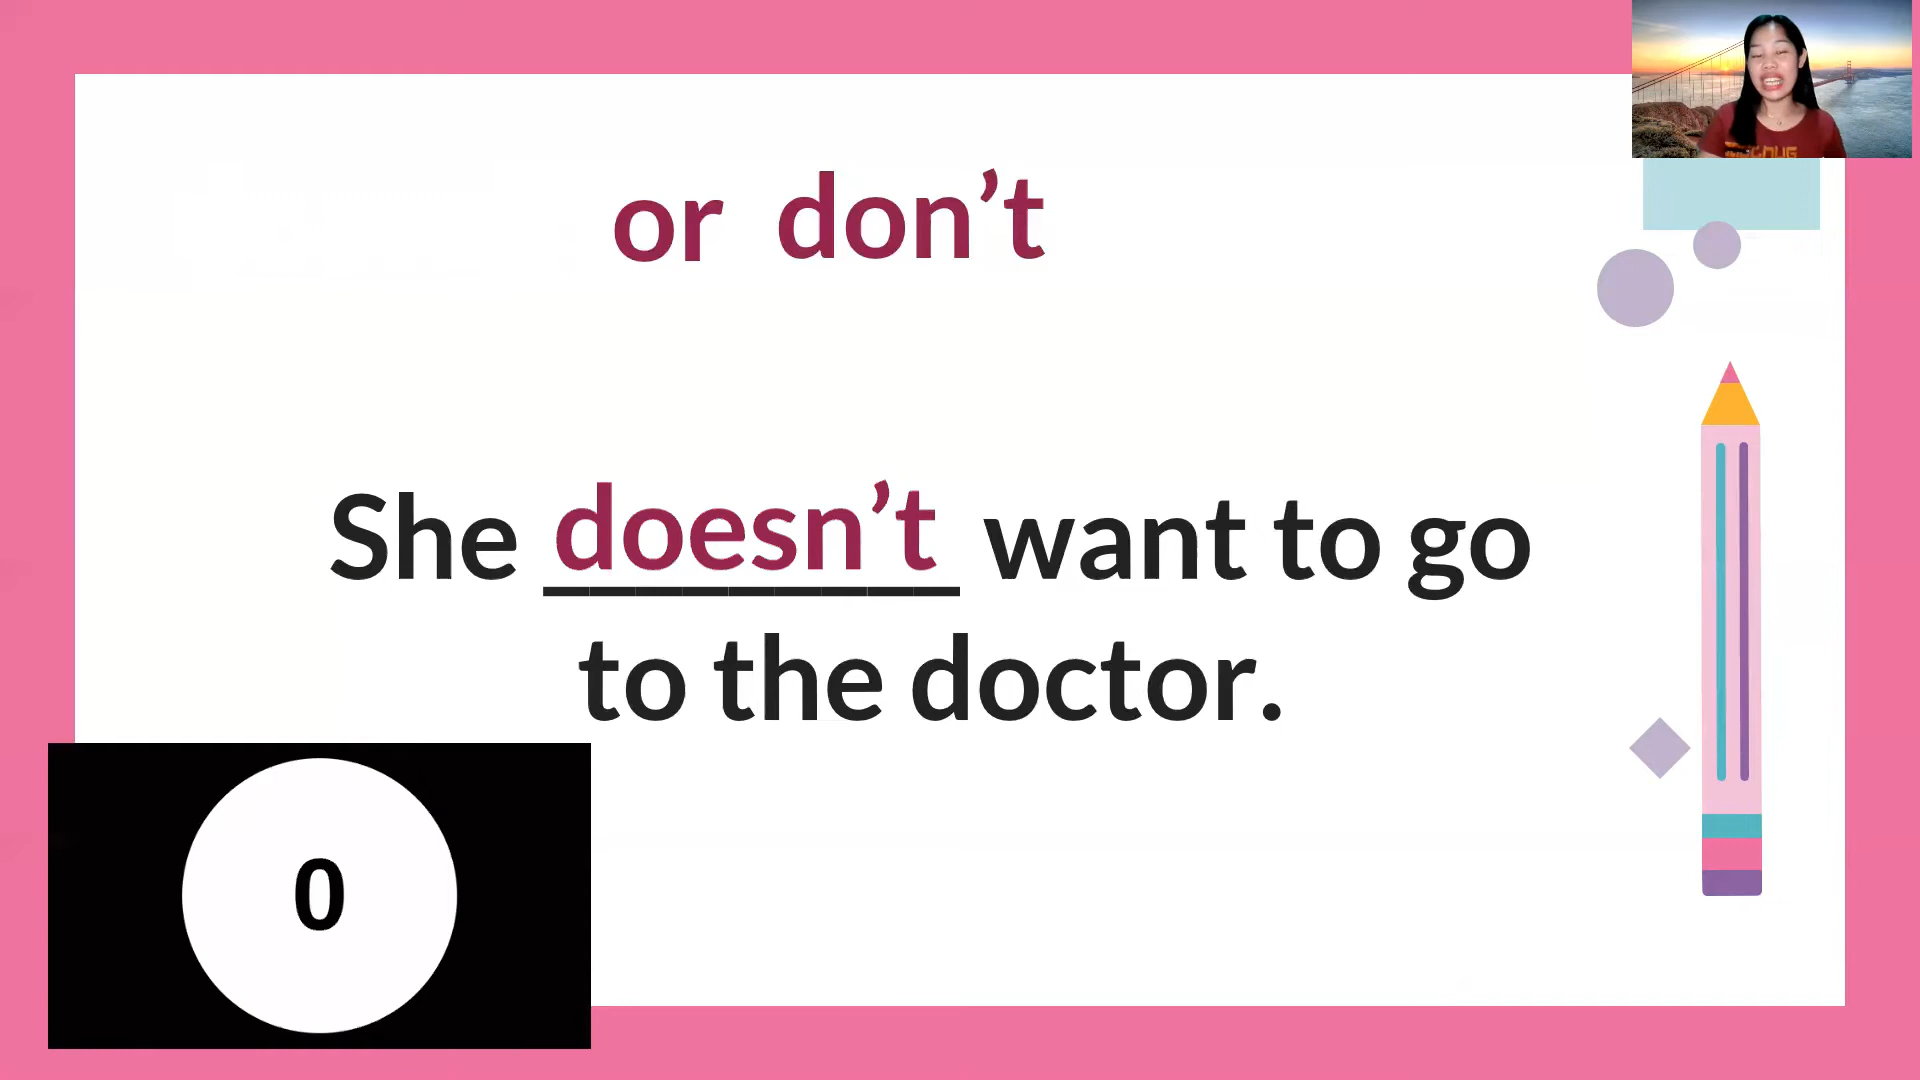 or don’t
She doesn’t want to go
to the doctor.
0